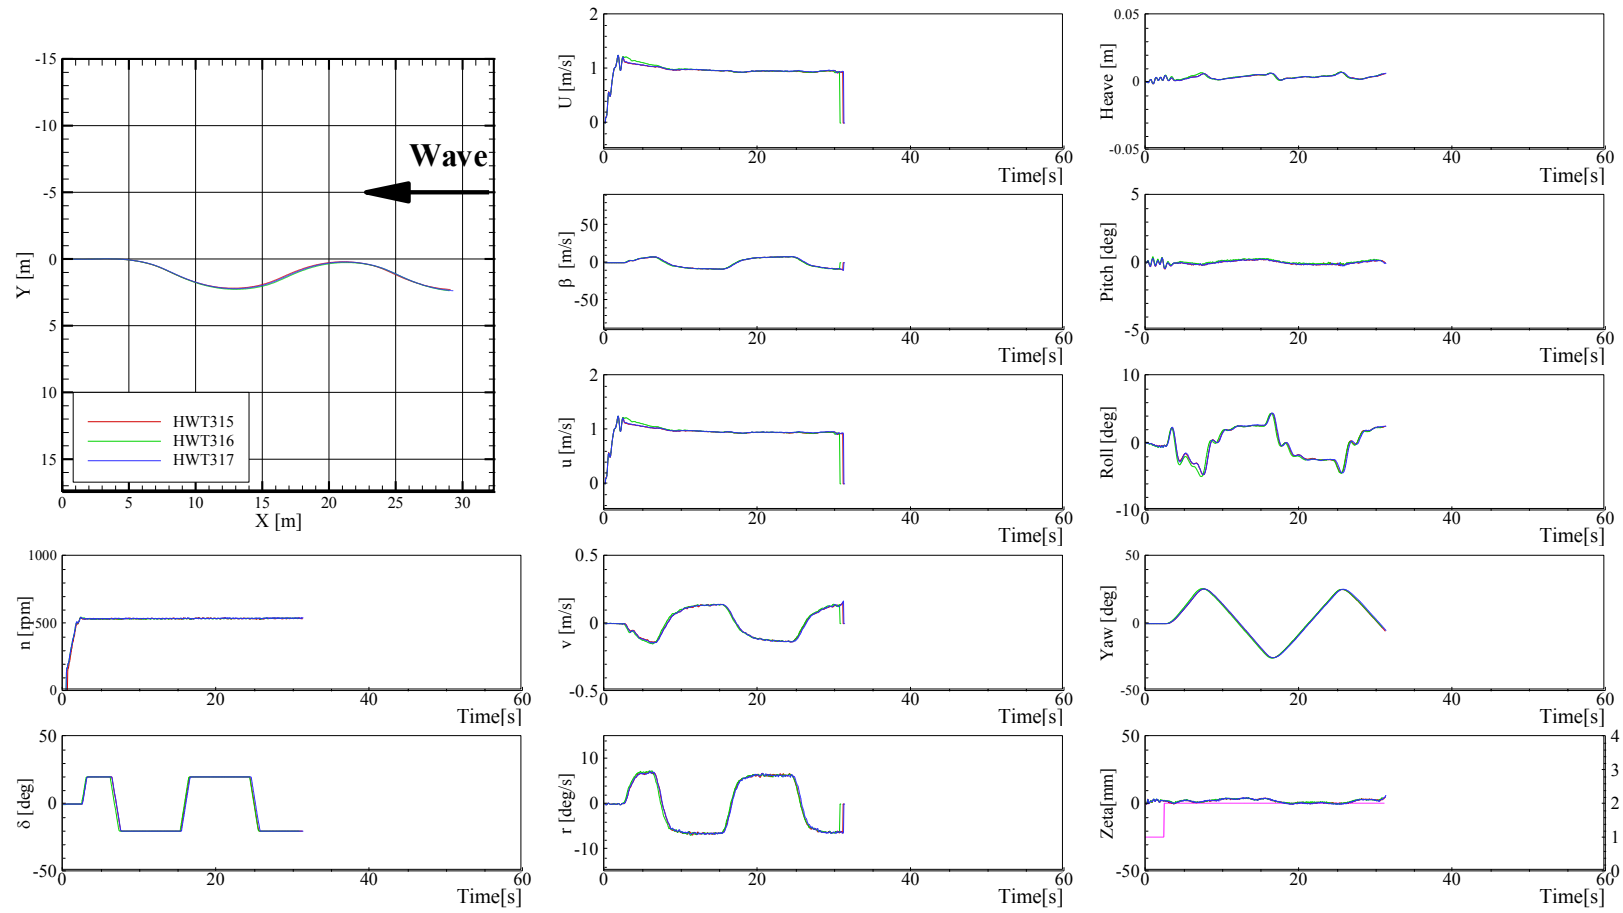 -15
-10
-5
0
5
10
15
Y [m]
Wave
HWT315
HWT316
HWT317
0 5 10 15 20 25 30
X [m]
2
1
0
U [m/s]
0 20 40 60
Time[s]
0.05
0
-0.05
Heave [m]
0 20 40 60
Time[s]
50
0
-50
β [m/s]
0 20 40 60
Time[s]
5
0
-5
Pitch [deg]
0 20 40 60
Time[s]
2
1
0
u [m/s]
0 20 40 60
Time[s]
10
0
-10
Roll [deg]
0 20 40 60
Time[s]
1000
500
0
n [rpm]
0 20 40 60
Time[s]
0.5
0
-0.5
v [m/s]
0 20 40 60
Time[s]
50
0
-50
Yaw [deg]
0 20 40 60
Time[s]
50
0
-50
δ [deg]
0 20 40 60
Time[s]
10
0
-10
r [deg/s]
0 20 40 60
Time[s]
50
0
-50
Zeta[mm]
4
3
2
1
0
0 20 40 60
Time[s]